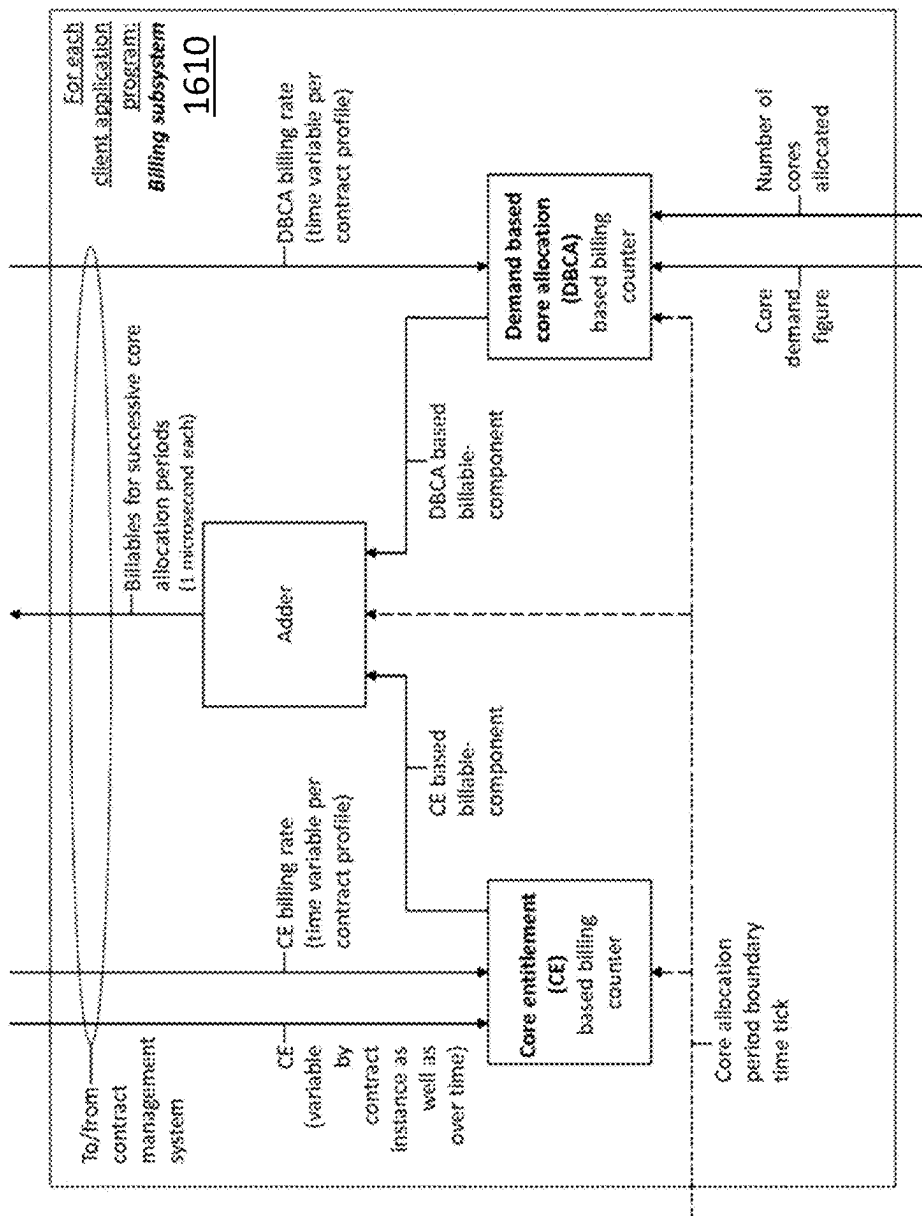 For each
client application
program:
Billing subsystem
1610
To/from
contract
management
system
Billables for successive core
allocation periods
(1 microsecond each)
CE
(variable
by
contract
instance as
well as
over time)
CE billing rate
(time variable per
contract profile)
DBCA billing rate
(time variable per
contract profile)
Adder
CE based
billable-
component
DBCA based
billable-
component
Core entitlement
(CE)
based billing
counter
Demand based
core allocation
(DBCA)
based billing
counter
Core allocation
period boundary
time tick
Core
demand
figure
Number of
cores
allocated